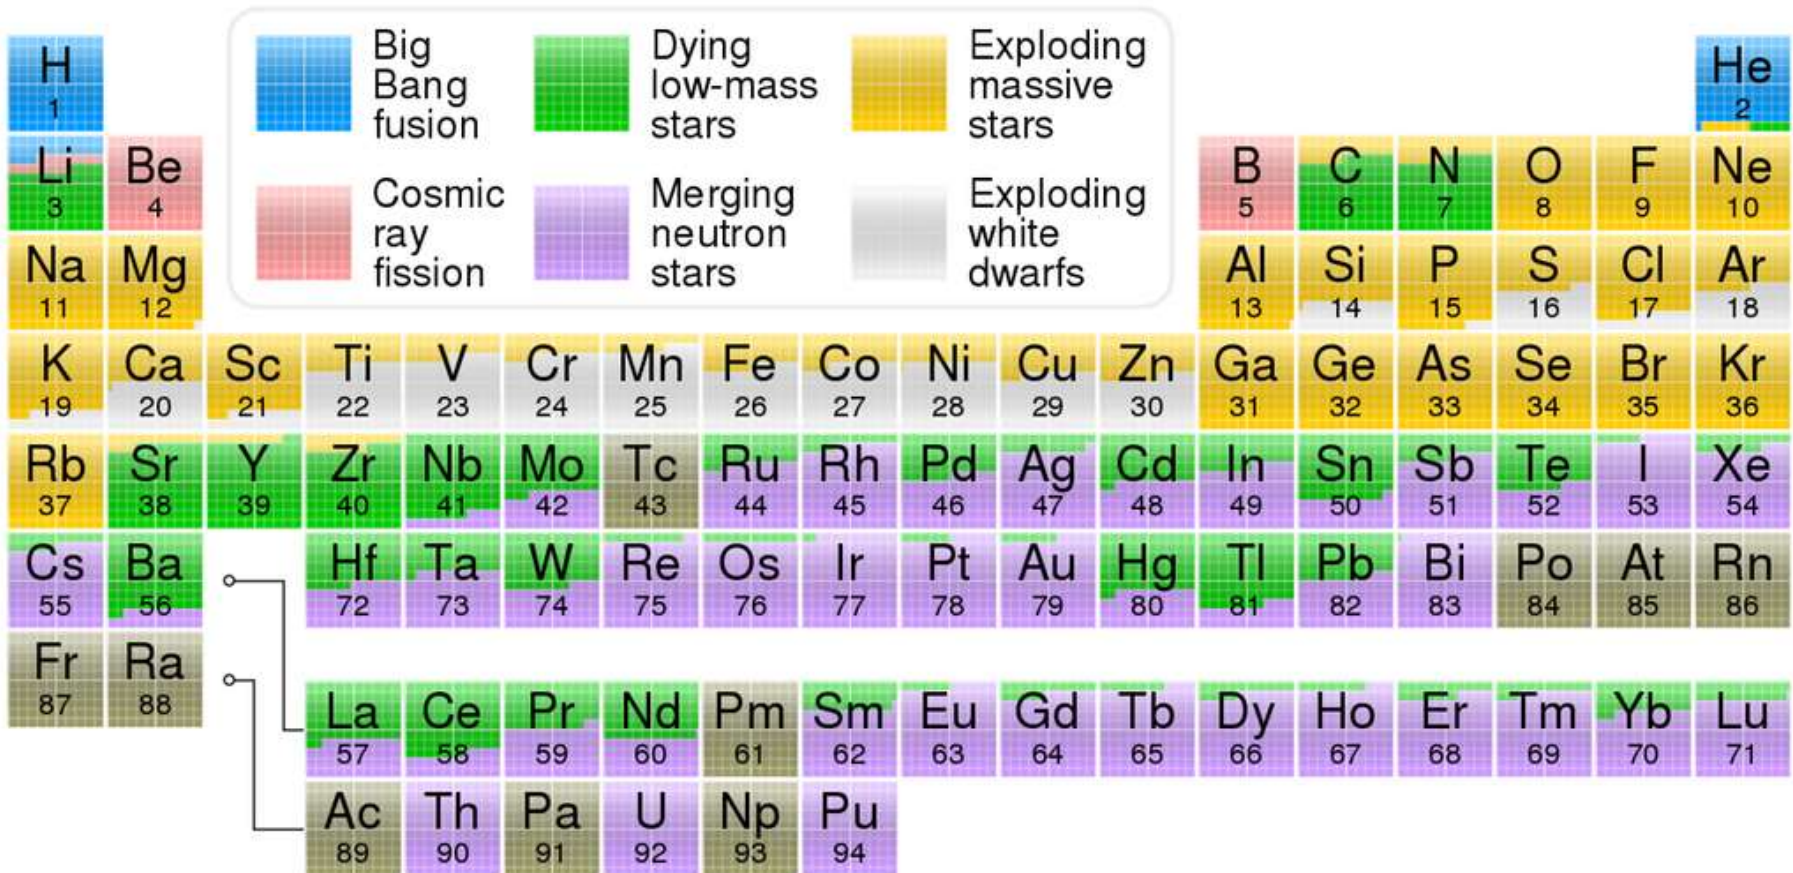 H
1
Big
Bang
fusion
Dying
low-mass
stars
Exploding
massive
stars
He
2
Li
3
Be
4
Cosmic
ray
fission
Merging
neutron
stars
Exploding
white
dwarfs
B
5
C
6
N
7
O
8
F
9
Ne
10
Na
11
Mg
12
Al
13
Si
14
P
15
S
16
Cl
17
Ar
18
K
19
Ca
20
Sc
21
Ti
22
V
23
Cr
24
Mn
25
Fe
26
Co
27
Ni
28
Cu
29
Zn
30
Ga
31
Ge
32
As
33
Se
34
Br
35
Kr
36
Rb
37
Sr
38
Y
39
Zr
40
Nb
41
Mo
42
Tc
43
Ru
44
Rh
45
Pd
46
Ag
47
Cd
48
In
49
Sn
50
Sb
51
Te
52
I
53
Xe
54
Cs
55
Ba
56
Hf
72
Ta
73
W
74
Re
75
Os
76
Ir
77
Pt
78
Au
79
Hg
80
Tl
81
Pb
82
Bi
83
Po
84
At
85
Rn
86
Fr
87
Ra
88
La
57
Ce
58
Pr
59
Nd
60
Pm
61
Sm
62
Eu
63
Gd
64
Tb
65
Dy
66
Ho
67
Er
68
Tm
69
Yb
70
Lu
71
Ac
89
Th
90
Pa
91
U
92
Np
93
Pu
94